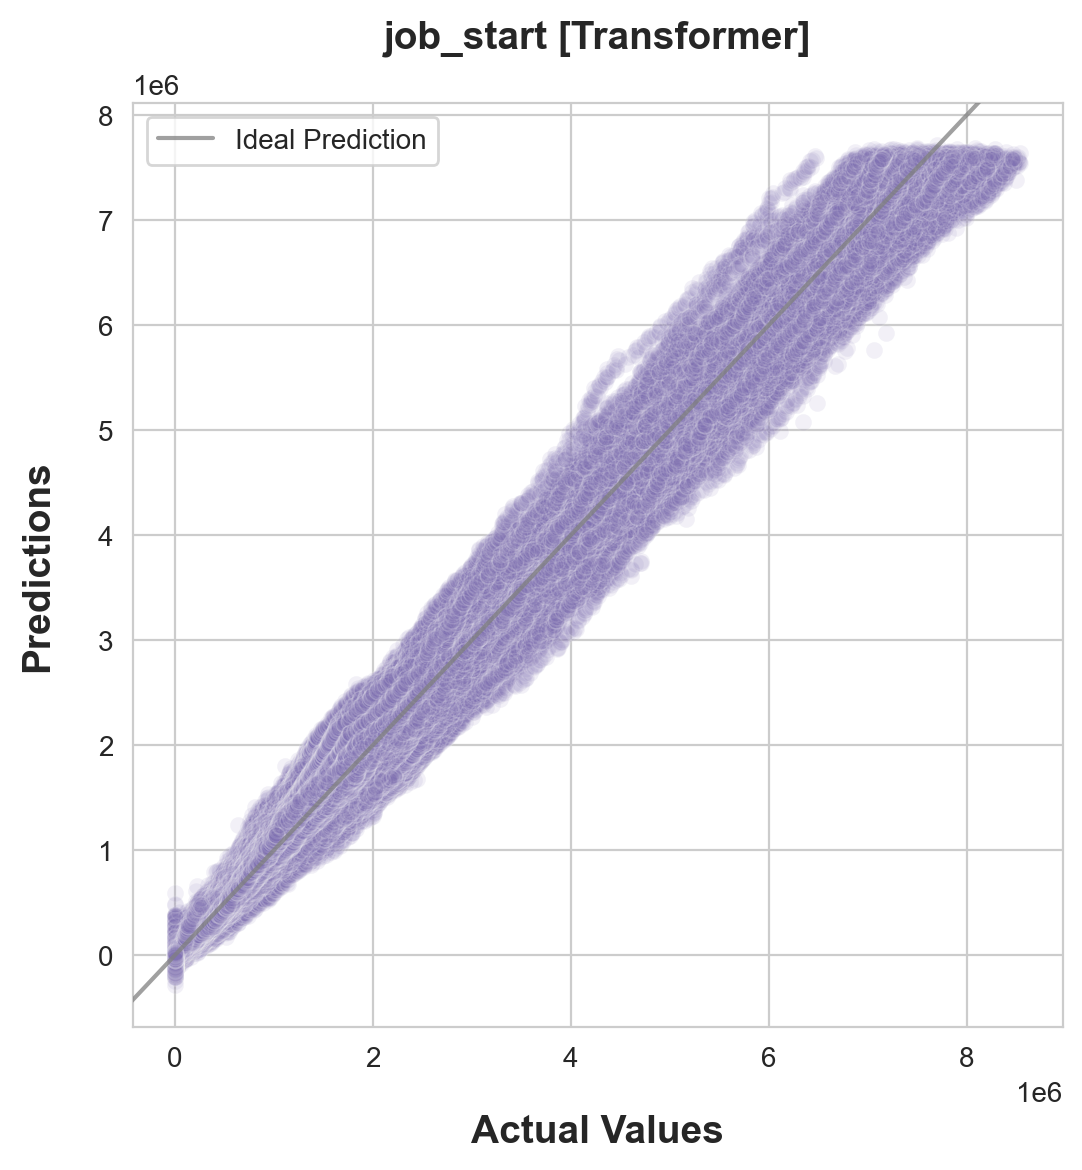 job_start [Transformer]
1e6
Ideal Prediction
8
7
6
5
4
3
2
1
0
Predictions
0 2 4 6 8
1e6
Actual Values